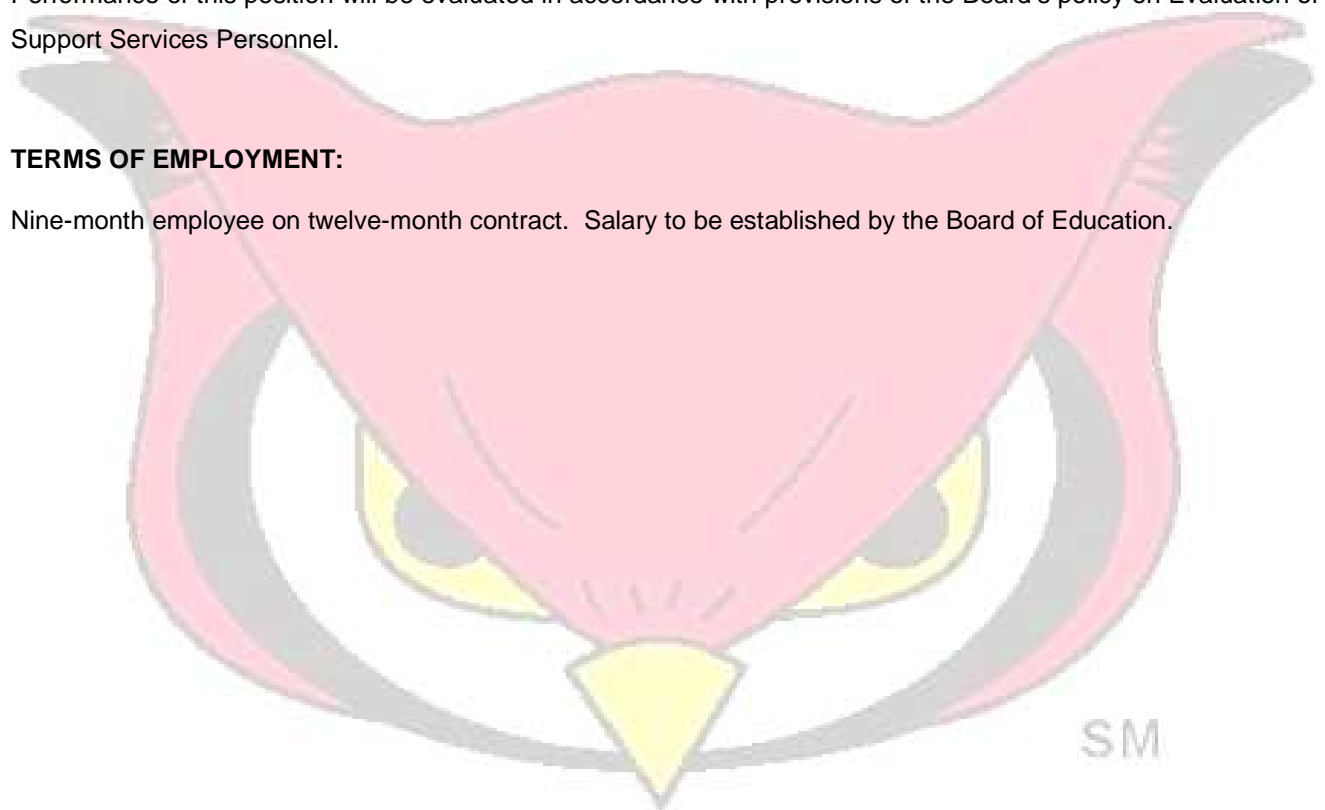 Performance of this position will be evaluated in accordance with provisions of the Board's policy on Evaluation of
Support Services Personnel.
TERMS OF EMPLOYMENT:
Nine-month employee on twelve-month contract.  Salary to be established by the Board of Education.
SM